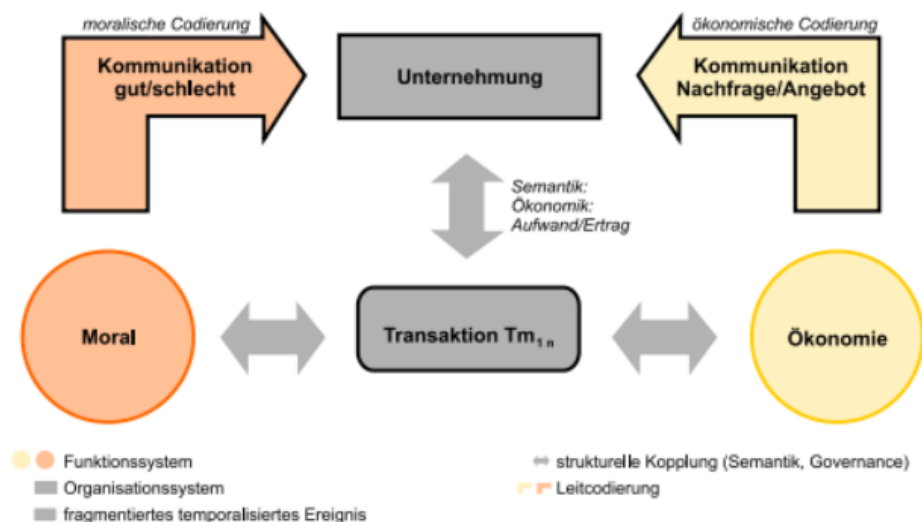 moralische Codierung
ökonomische Codierung
Kommunikation
gut/schlecht
Unternehmung
Kommunikation
Nachfrage/Angebot
Semantik:
Ökonomik:
Aufwand/Ertrag
Moral
Transaktion Tm1 n
Ökonomie
Funktionssystem
Organisationssystem
fragmentiertes temporalisiertes Ereignis
strukturelle Kopplung (Semantik, Governance)
Leitcodierung